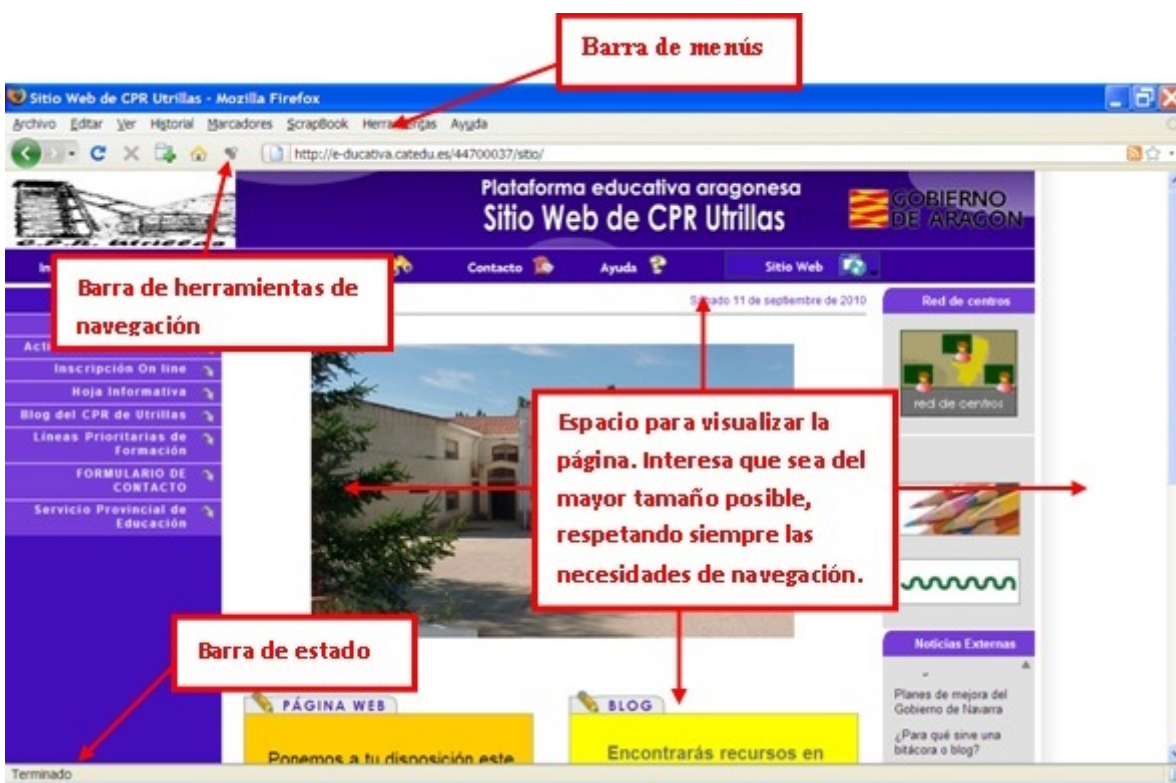 Barra de menús
Sitio Web de CPR Utrillas - Mozilla Firefox
Archivo Editar Ver Historial Marcadores ScrapBook Herramientas Ayuda
http://e-ducativa.catedu.es/44700037/sitio/
Plataforma educativa aragonesa
Sitio Web de CPR Utrillas
GOBIERNO
DE ARAGON
C.P.R. Utrillas
Contacto Ayuda Sitio Web
Barra de herramientas de
navegación
Sábado 11 de septiembre de 2010
Red de centros
Inscripción On line
Hoja Informativa
Blog del CPR de Utrillas
Líneas Prioritarias de
Formación
FORMULARIO DE
CONTACTO
Servicio Provincial de
Educación
red de centros
Espacio para visualizar la
página. Interesa que sea del
mayor tamaño posible,
respetando siempre las
necesidades de navegación.
Barra de estado
Noticias Externas
Planes de mejora del
Gobierno de Navarra
¿Para qué sirve una
bitácora o blog?
PÁGINA WEB
Ponemos a tu disposición este
BLOG
Encontrarás recursos en
Terminado